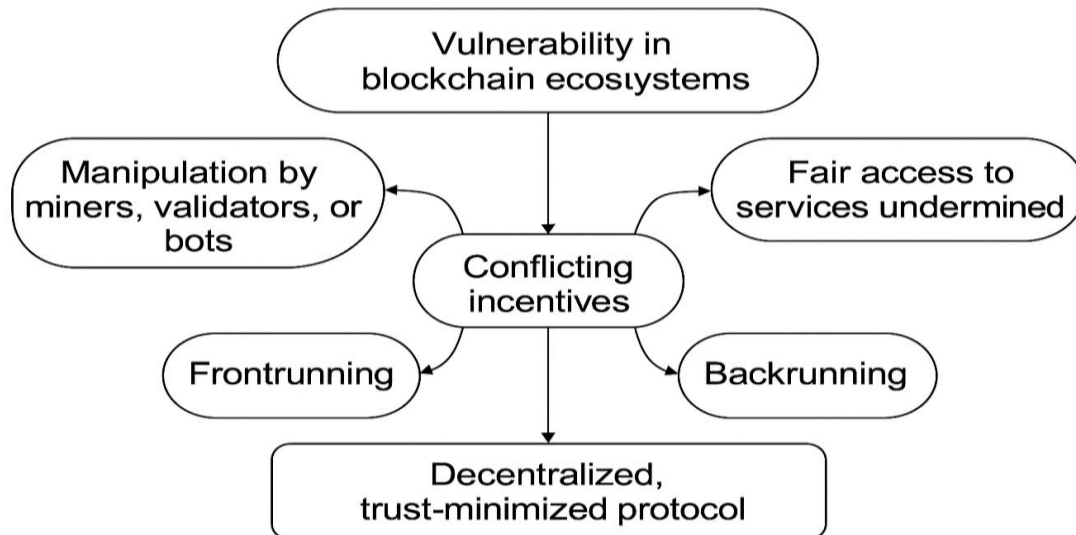 Vulnerability in
blockchain ecosıystems
Manipulation by
miners, validators, or
bots
Fair access to
services undermined
Conflicting
incentives
Frontrunning
Backrunning
Decentralized,
trust-minimized protocol